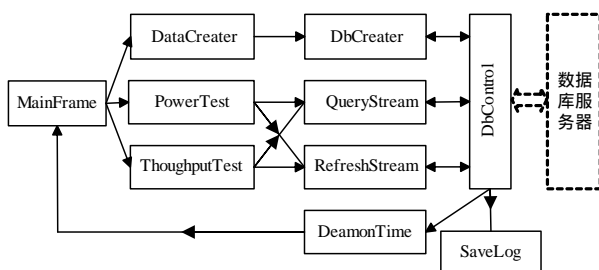 DataCreater
DbCreater
MainFrame
PowerTest
QueryStream
DbControl
数据
库服
务器
ThoughputTest
RefreshStream
DeamonTime
SaveLog